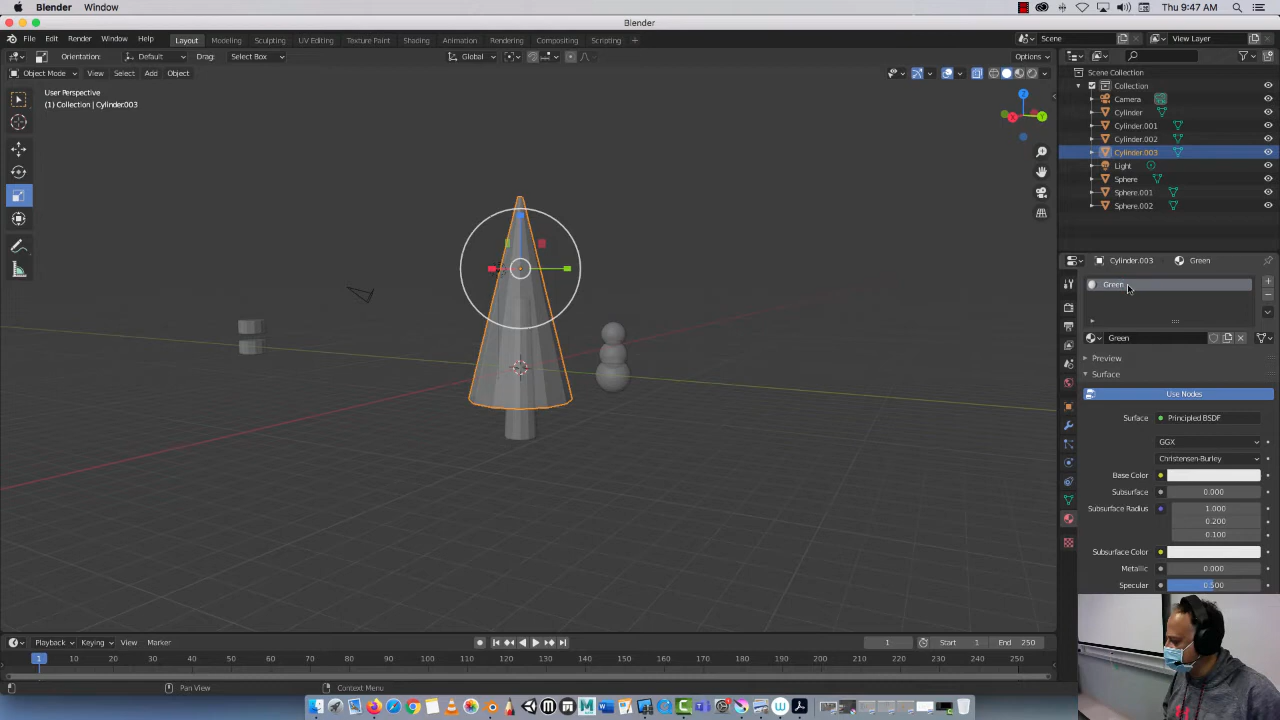 Blender Window Thu 9:47 AM
Blender
File Edit Render Window Help Layout Modeling Sculpting UV Editing Texture Paint Shading Animation Rendering Compositing Scripting + Scene View Layer
Orientation: Default Drag: Select Box Global Options
Object Mode View Select Add Object
User Perspective
(1) Collection | Cylinder.003
Z
X
Y
Scene Collection
Collection
Camera
Cylinder
Cylinder.001
Cylinder.002
Cylinder.003
Light
Sphere
Sphere.001
Sphere.002
Cylinder.003 Green
Green
Green
Preview
Surface
Use Nodes
Surface Principled BSDF
GGX
Christensen-Burley
Base Color
Subsurface 0.000
Subsurface Radius 1.000
0.200
0.100
Subsurface Color
Metallic 0.000
Specular 0.500
Playback Keying View Marker 1 Start 1 End 250
1 10 20 30 40 50 60 70 80 90 100 110 120 130 140 150 160 170 180 190 200 210 220 230 240 250
Pan View Context Menu